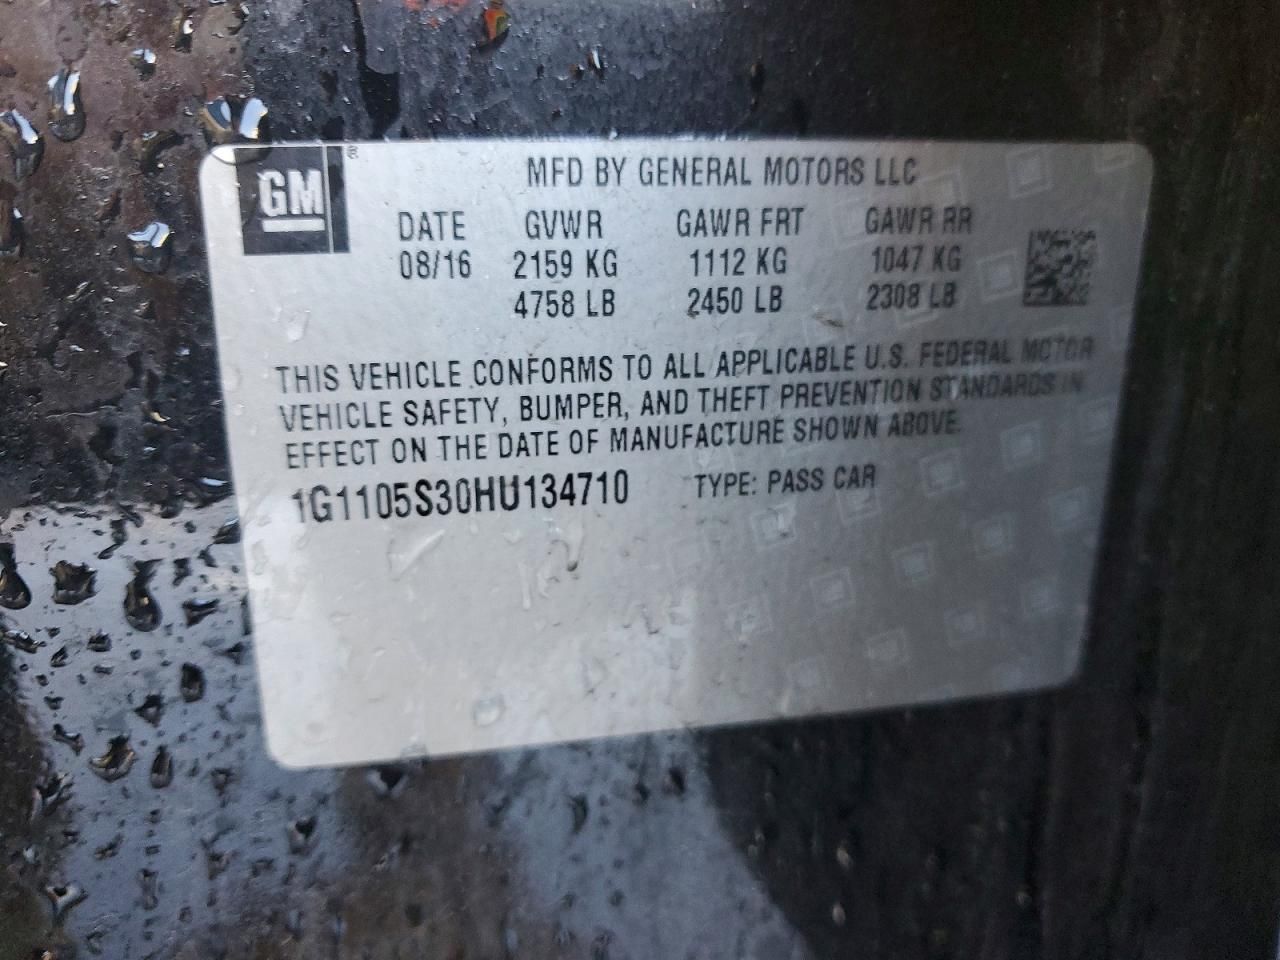 GM
MFD BY GENERAL MOTORS LLC
DATE GVWR GAWR FRT GAWR RR
08/16 2159 KG 1112 KG 1047 KG
4758 LB 2450 LB 2308 LB
THIS VEHICLE CONFORMS TO ALL APPLICABLE U.S. FEDERAL MOTOR
VEHICLE SAFETY, BUMPER, AND THEFT PREVENTION STANDARDS IN
EFFECT ON THE DATE OF MANUFACTURE SHOWN ABOVE.
1G1105S30HU134710 TYPE: PASS CAR